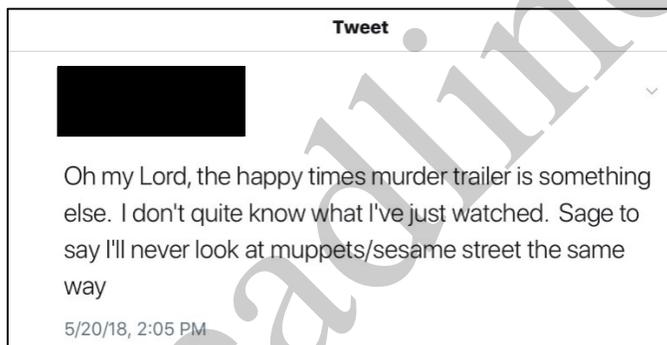 Tweet
Oh my Lord, the happy times murder trailer is something
else. I don't quite know what I've just watched. Sage to
say I'll never look at muppets/sesame street the same
way
5/20/18, 2:05 PM